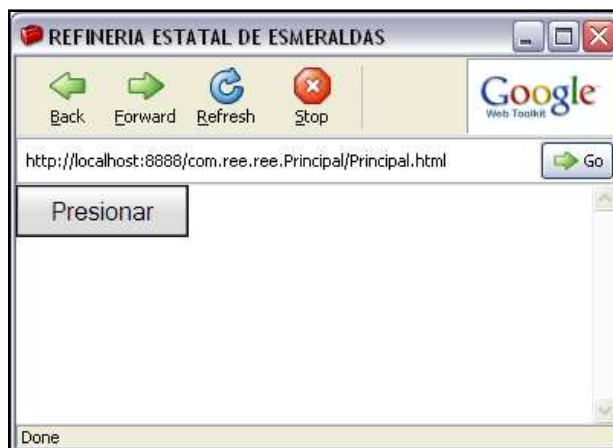 REFINERIA ESTATAL DE ESMERALDAS
Back Forward Refresh Stop
Google
Web Toolkit
http://localhost:8888/com.ree.ree.Principal/Principal.html Go
Presionar
Done